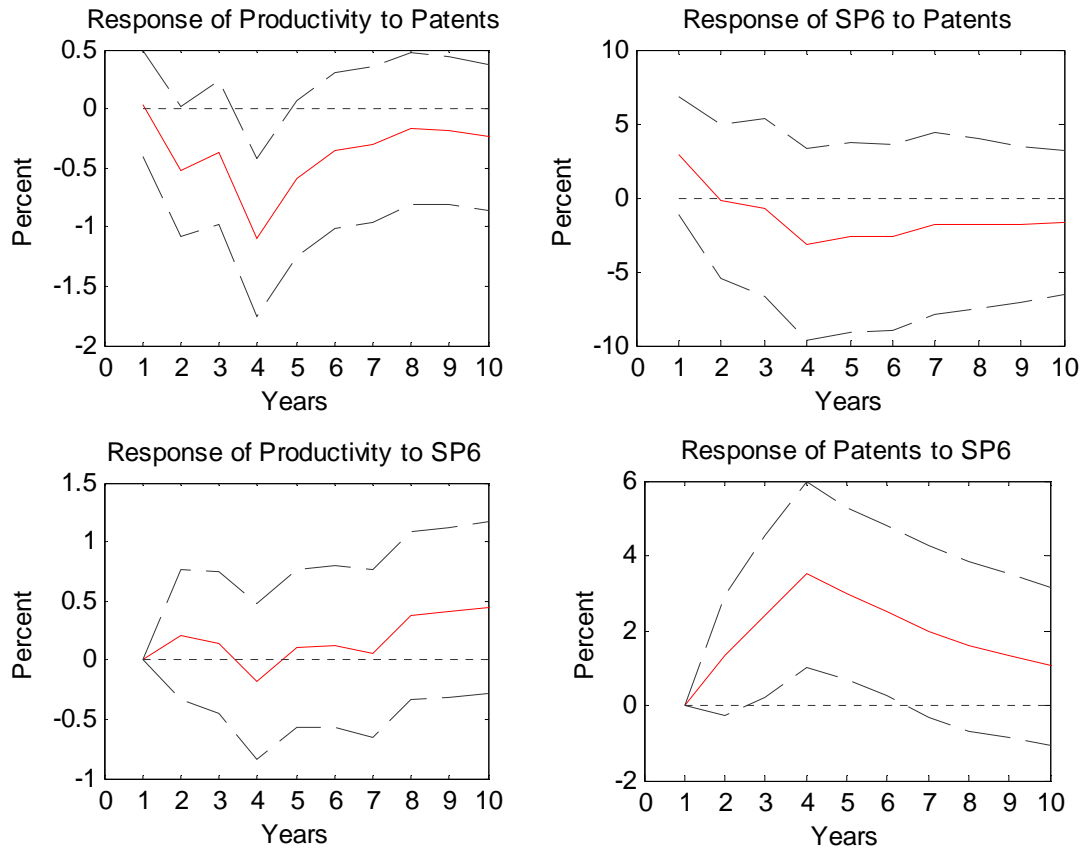 Response of Productivity to Patents
0.5
0
-0.5
-1
-1.5
-2
Percent
0 1 2 3 4 5 6 7 8 9 10
Years
Response of SP6 to Patents
10
5
0
-5
-10
Percent
0 1 2 3 4 5 6 7 8 9 10
Years
Response of Productivity to SP6
1.5
1
0.5
0
-0.5
-1
Percent
0 1 2 3 4 5 6 7 8 9 10
Years
Response of Patents to SP6
6
4
2
0
-2
Percent
0 1 2 3 4 5 6 7 8 9 10
Years